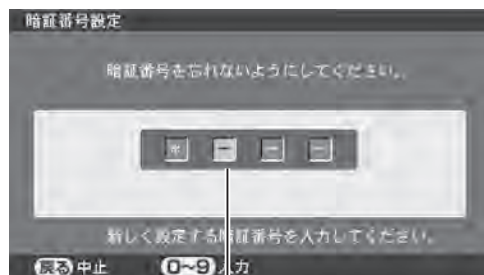 暗証番号設定
暗証番号を忘れないようにしてください。
* － － －
新しく設定する暗証番号を入力してください。
戻る 中止 0～9 入力